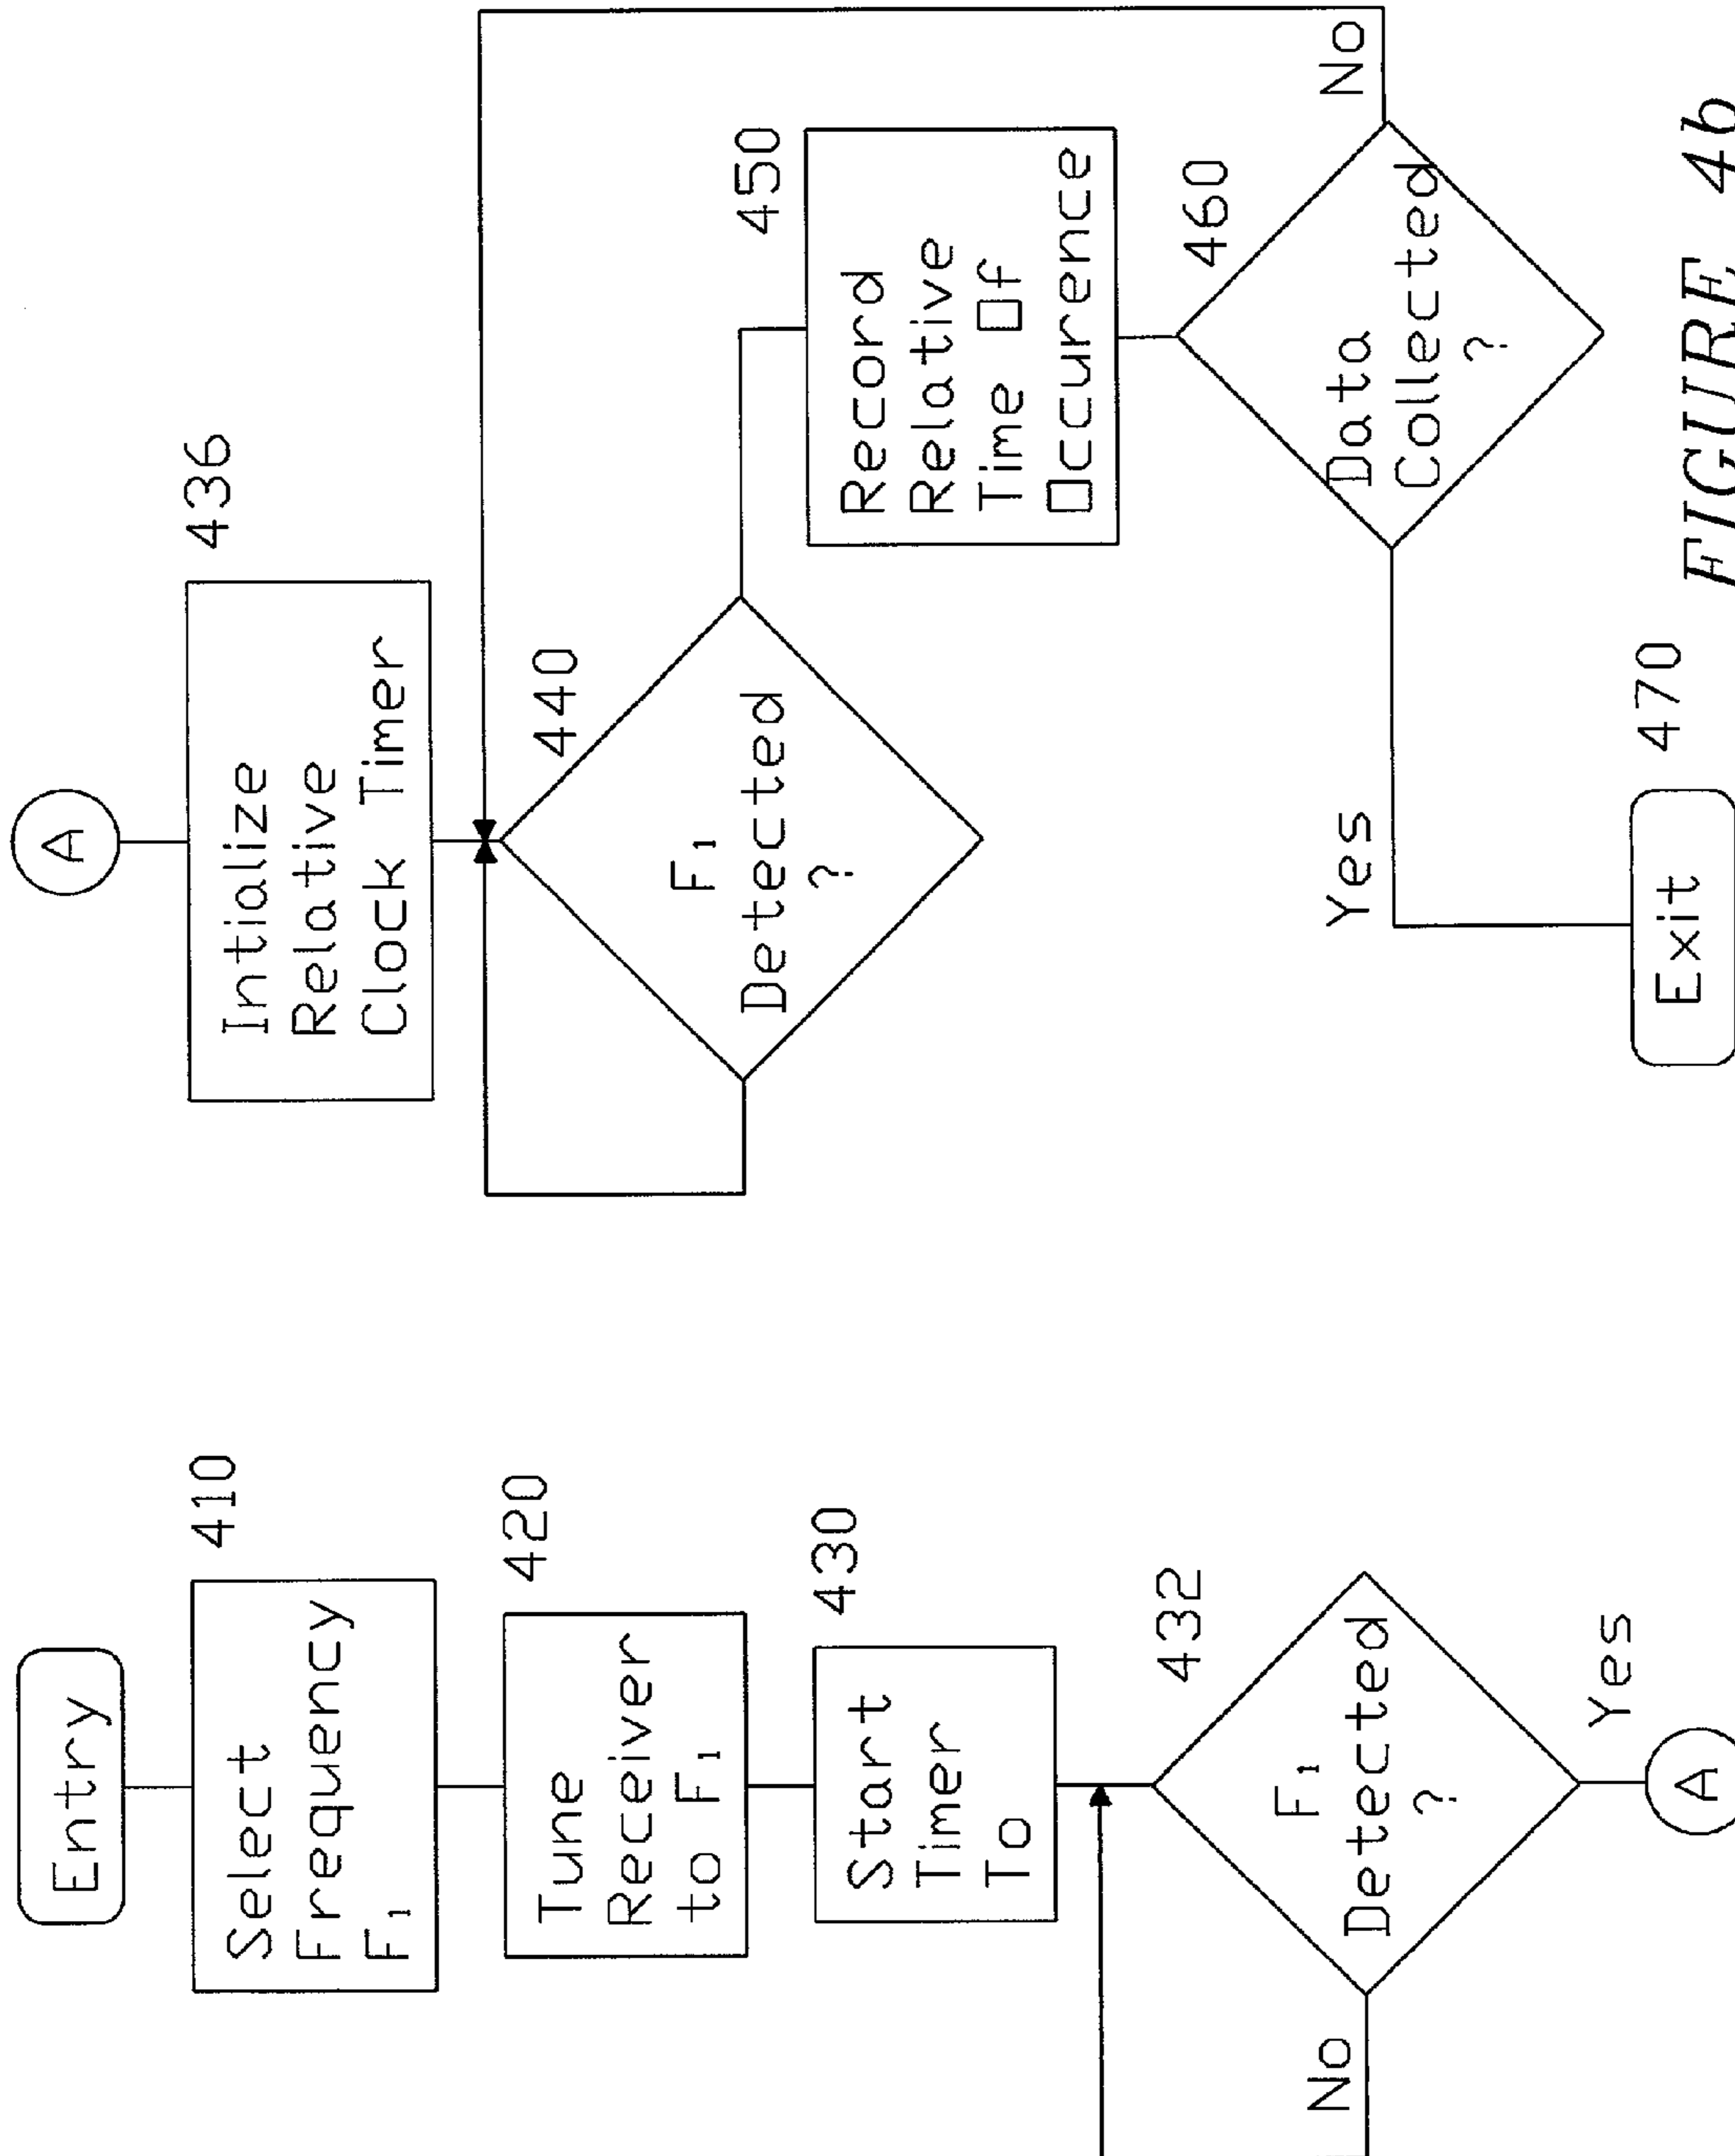 Entry
410
Select
Frequency
F₁
420
Tune
Receiver
to F₁
430
Start
Timer
To
432
F₁
Detected
?
No
Yes
A
A
436
Intialize
Relative
Clock Timer
440
F₁
Detected
?
450
Record
Relative
Time Of
Occurence
460
Data
Collected
?
No
Yes
Exit
470
FIGURE 4b